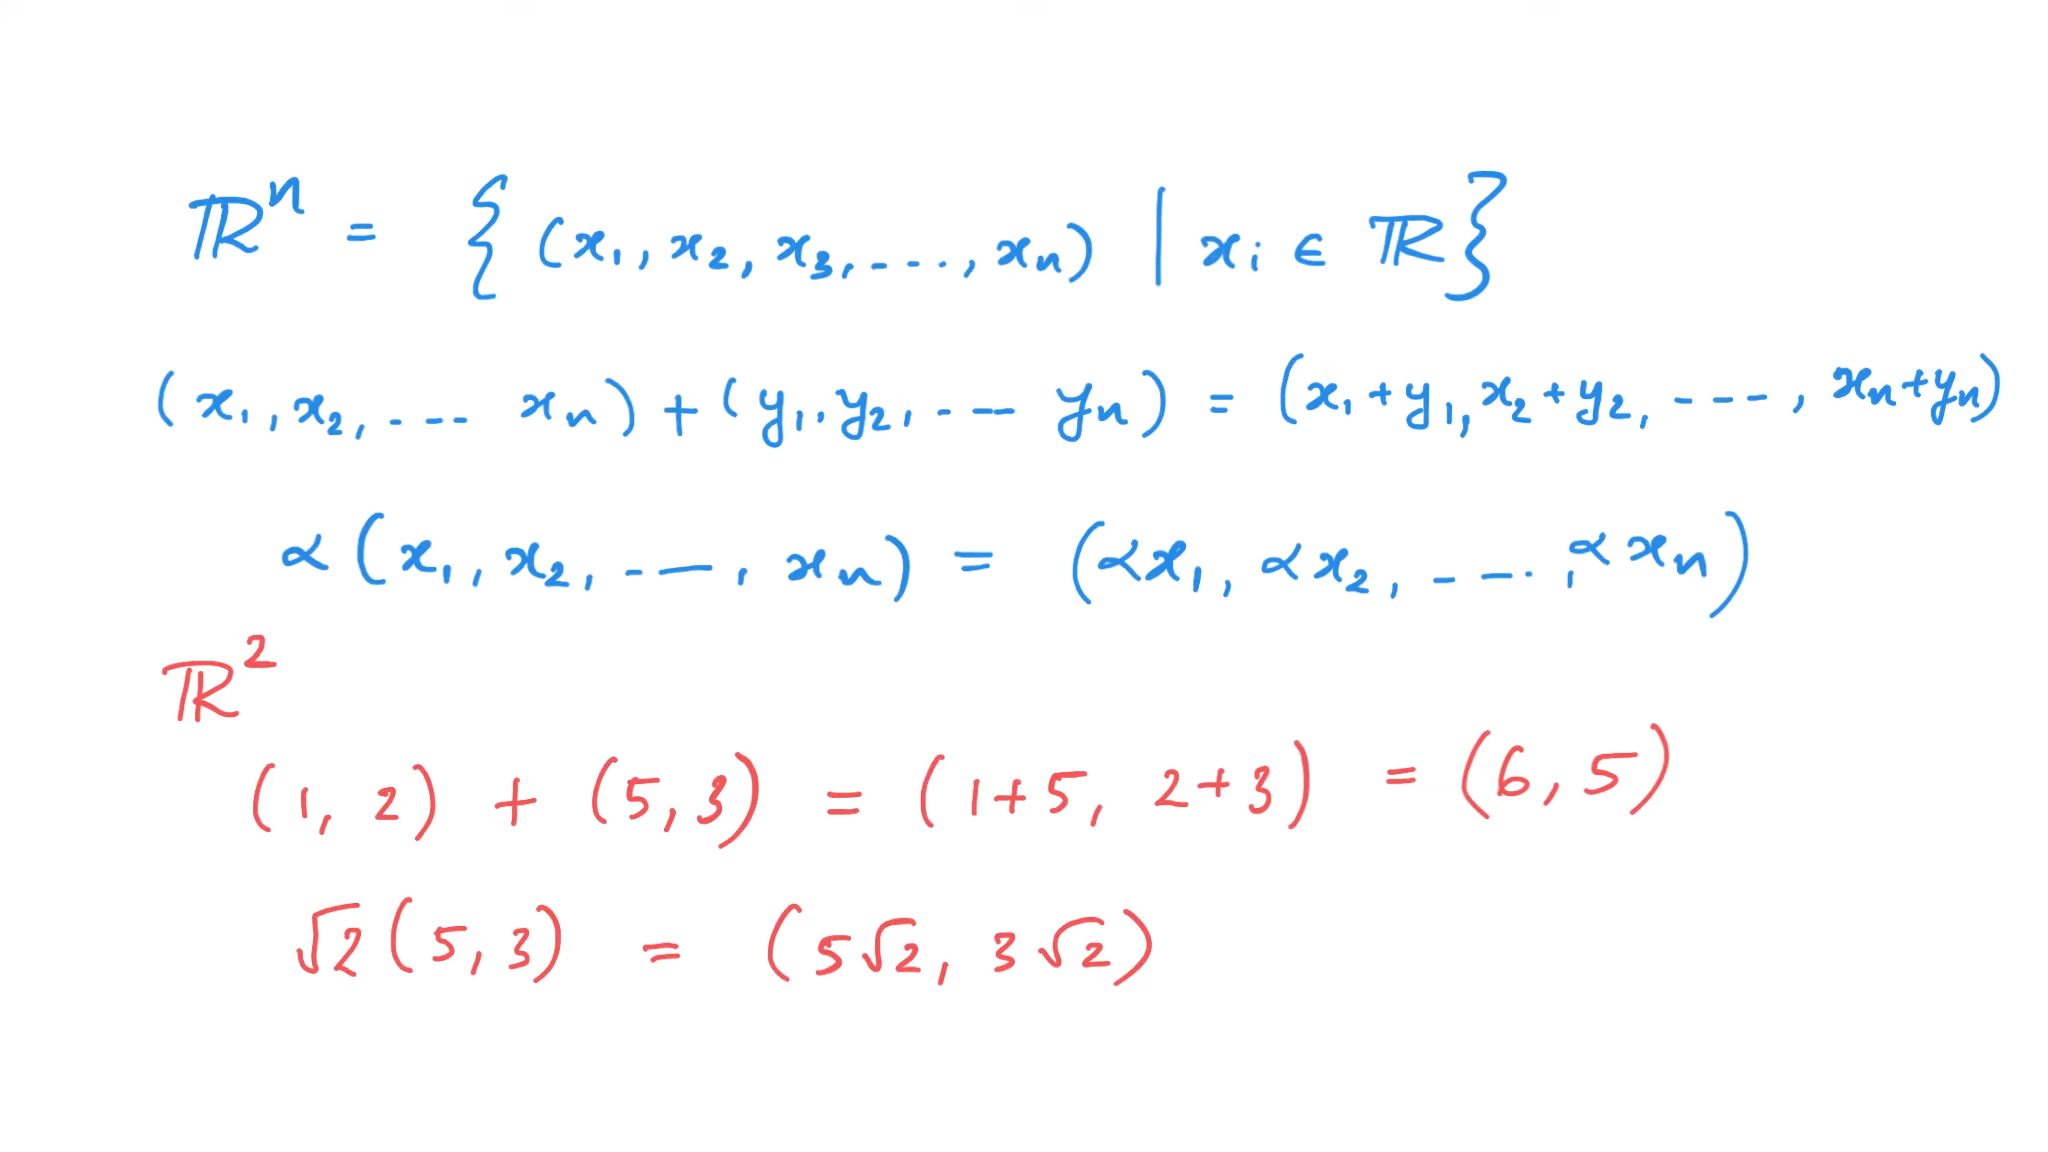 ℝⁿ = { (x₁, x₂, x₃, - - .., xₙ) | xᵢ ∈ ℝ }
(x₁, x₂, - - -- xₙ) + (y₁, y₂, - -- yₙ) = (x₁+y₁, x₂+y₂, - - - -, xₙ+yₙ)
α (x₁, x₂, - —, xₙ) = (αx₁, αx₂, - - ·, αxₙ)
ℝ²
(1, 2) + (5, 3) = (1+5, 2+3) = (6, 5)
√2 (5, 3) = (5√2, 3√2)